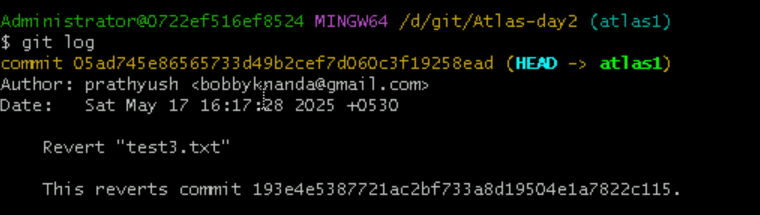 Administrator@0722ef516ef8524 MINGW64 /d/git/Atlas-day2 (atlas1)
$ git log
commit 05ad745e86565733d49b2cef7d060c3f19258ead (HEAD -> atlas1)
Author: prathyush <bobbyknanda@gmail.com>
Date:   Sat May 17 16:17:28 2025 +0530
    Revert "test3.txt"
    This reverts commit 193e4e5387721ac2bf733a8d19504e1a7822c115.